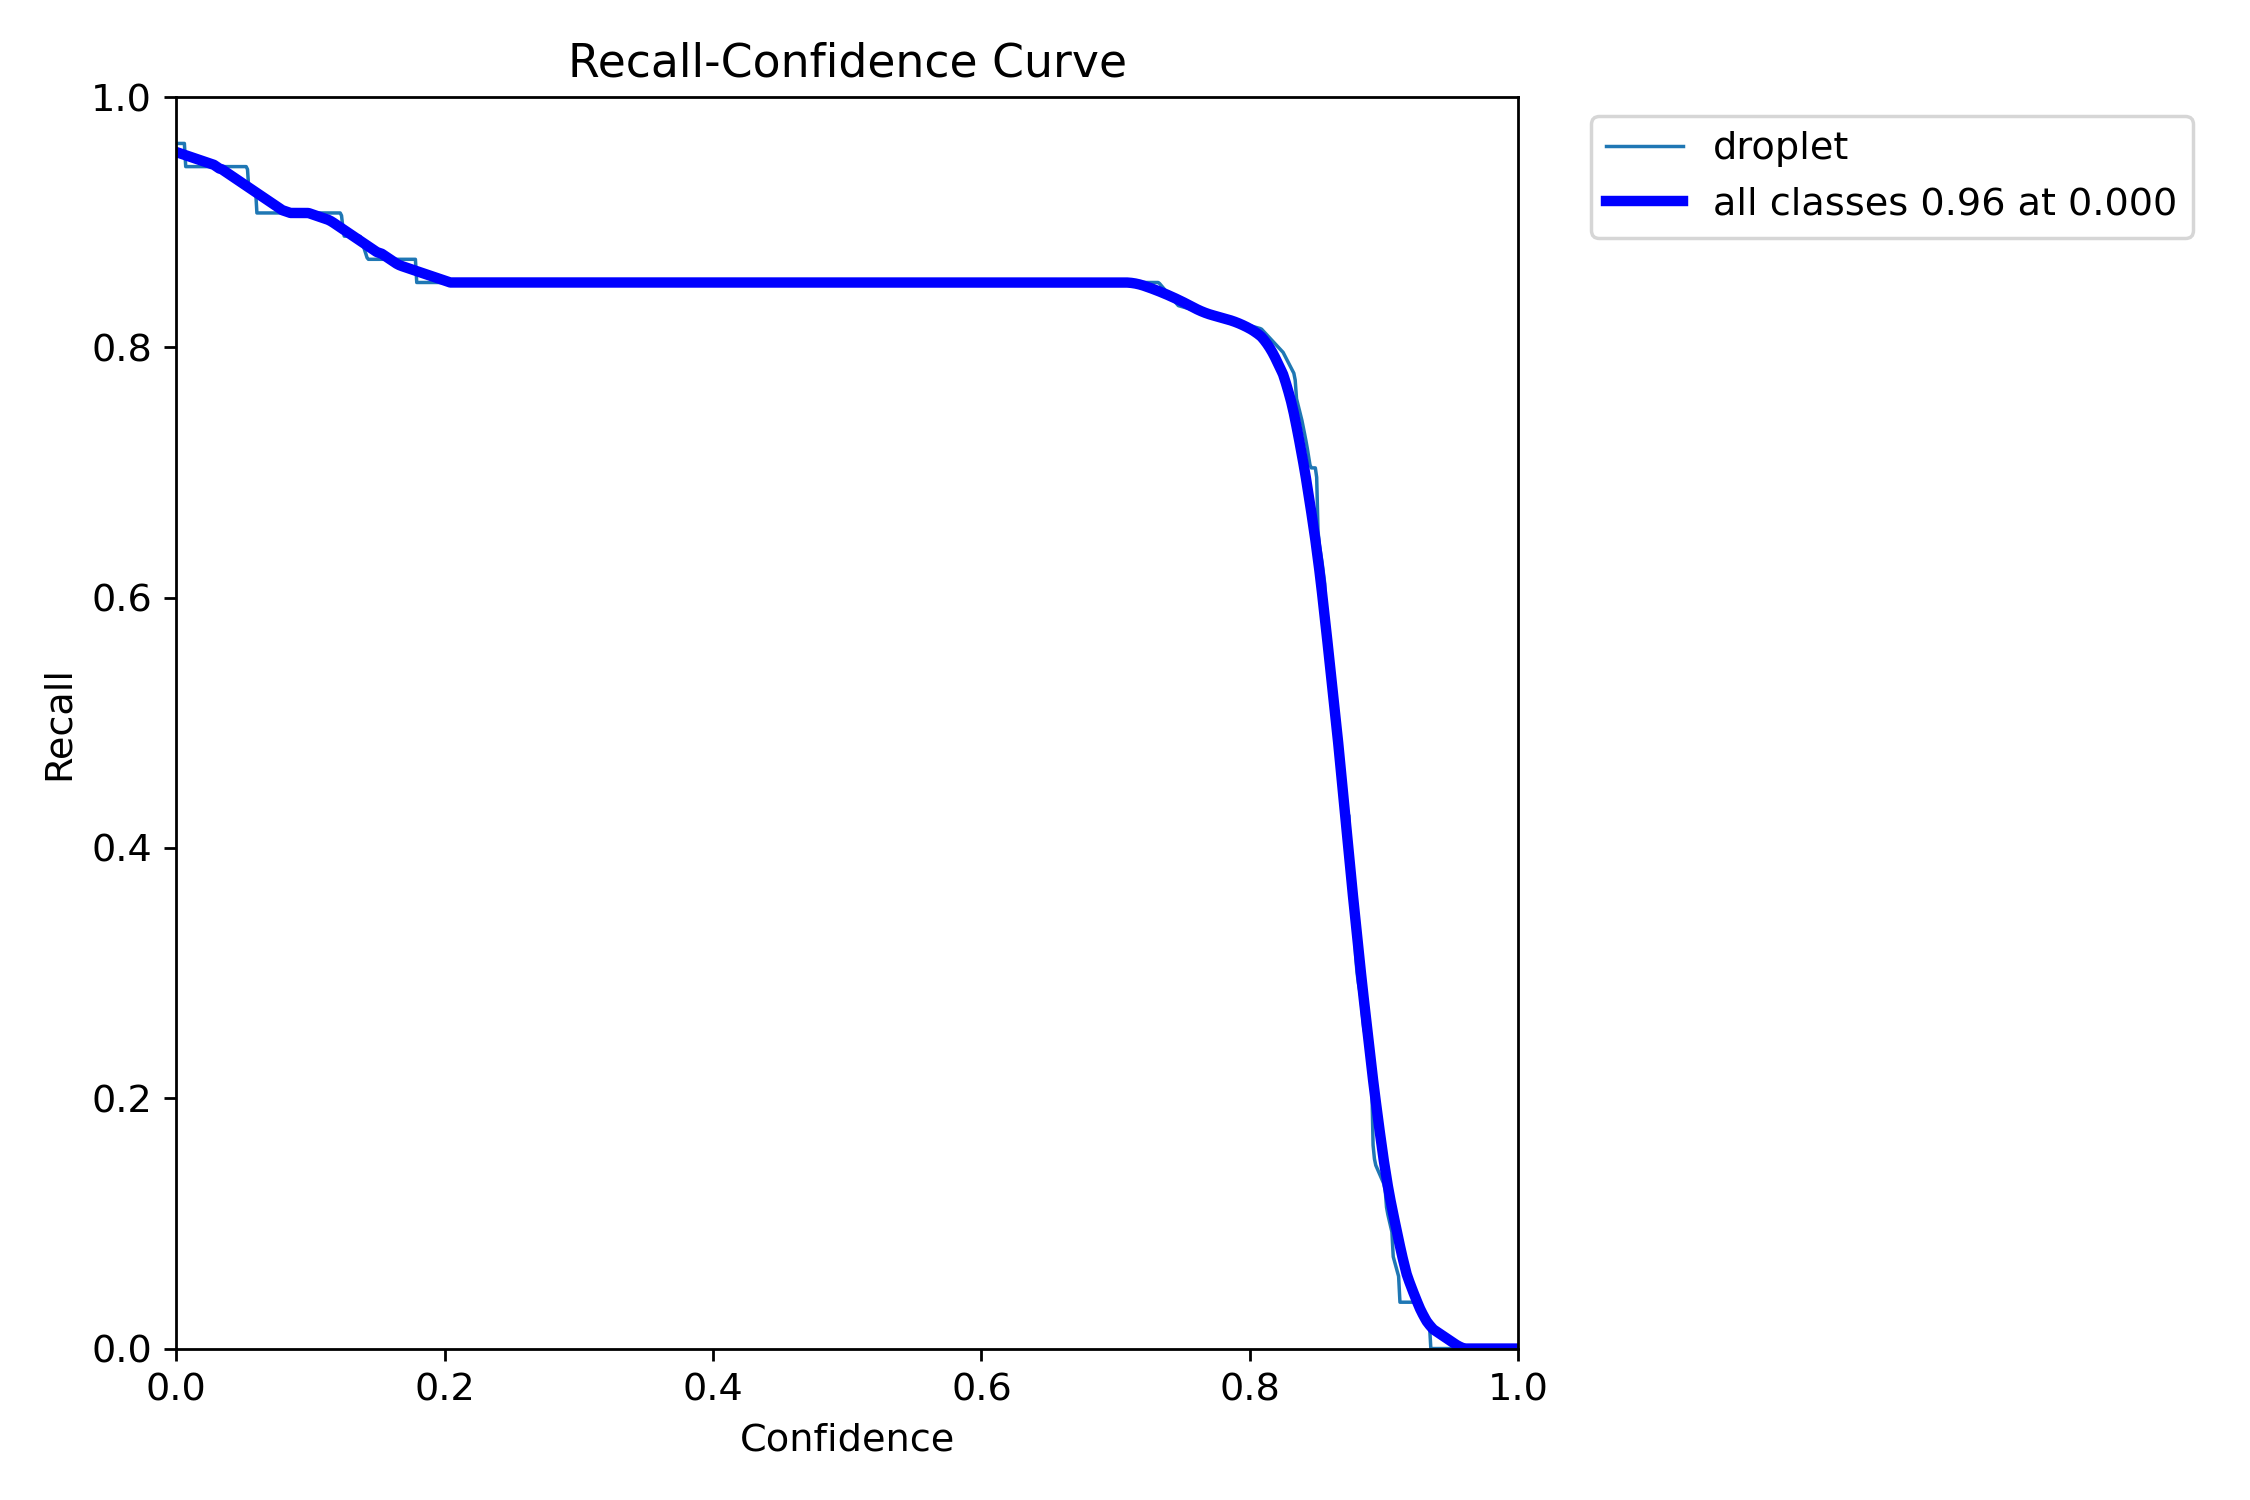 Recall-Confidence Curve
1.0
0.8
0.6
0.4
0.2
0.0
Recall
0.0 0.2 0.4 0.6 0.8 1.0
Confidence
droplet
all classes 0.96 at 0.000